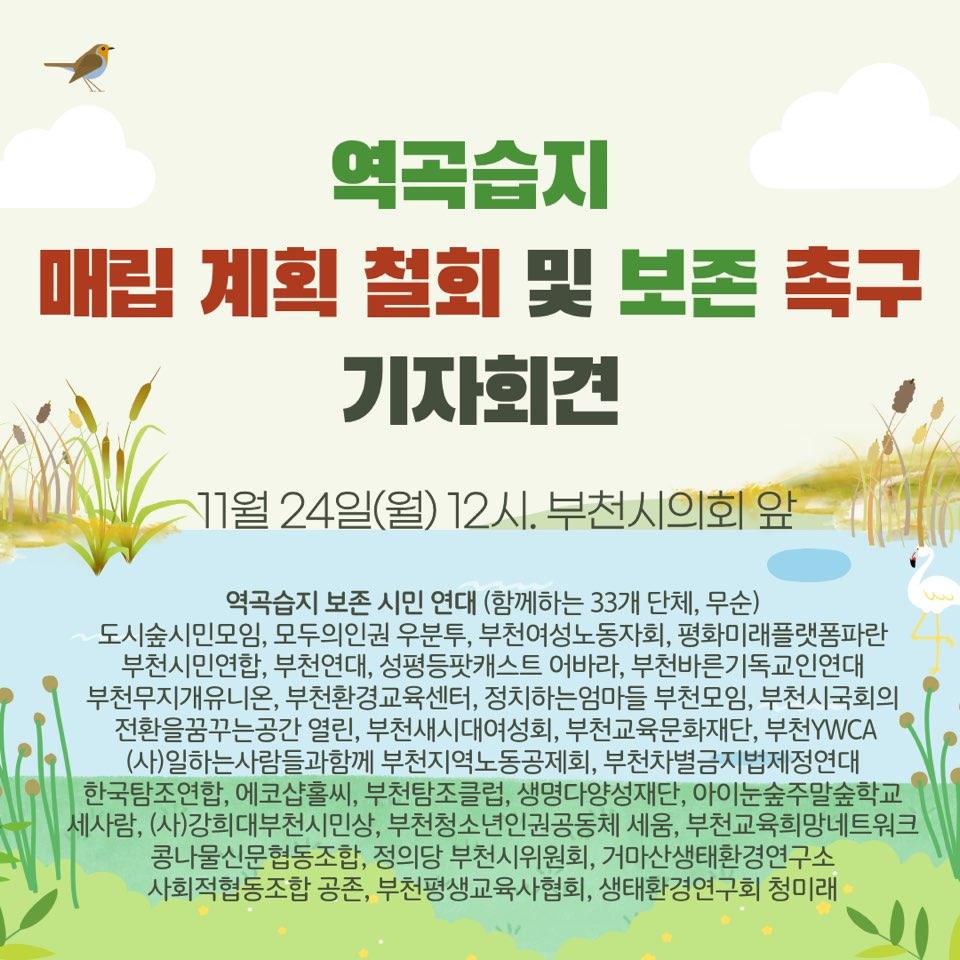 역곡습지
매립 계획 철회 및 보존 촉구
기자회견
11월 24일(월) 12시. 부천시의회 앞
역곡습지 보존 시민 연대 (함께하는 33개 단체, 무순)
도시숲시민모임, 모두의인권 우분투, 부천여성노동자회, 평화미래플랫폼파란
부천시민연합, 부천연대, 성평등팟캐스트 어바라, 부천바른기독교인연대
부천무지개유니온, 부천환경교육센터, 정치하는엄마들 부천모임, 부천시국회의
전환을꿈꾸는공간 열린, 부천새시대여성회, 부천교육문화재단, 부천YWCA
(사)일하는사람들과함께 부천지역노동공제회, 부천차별금지법제정연대
한국탐조연합, 에코샵홀씨, 부천탐조클럽, 생명다양성재단, 아이눈숲주말숲학교
세사람, (사)강희대부천시민상, 부천청소년인권공동체 세움, 부천교육희망네트워크
콩나물신문협동조합, 정의당 부천시위원회, 거마산생태환경연구소
사회적협동조합 공존, 부천평생교육사협회, 생태환경연구회 청미래